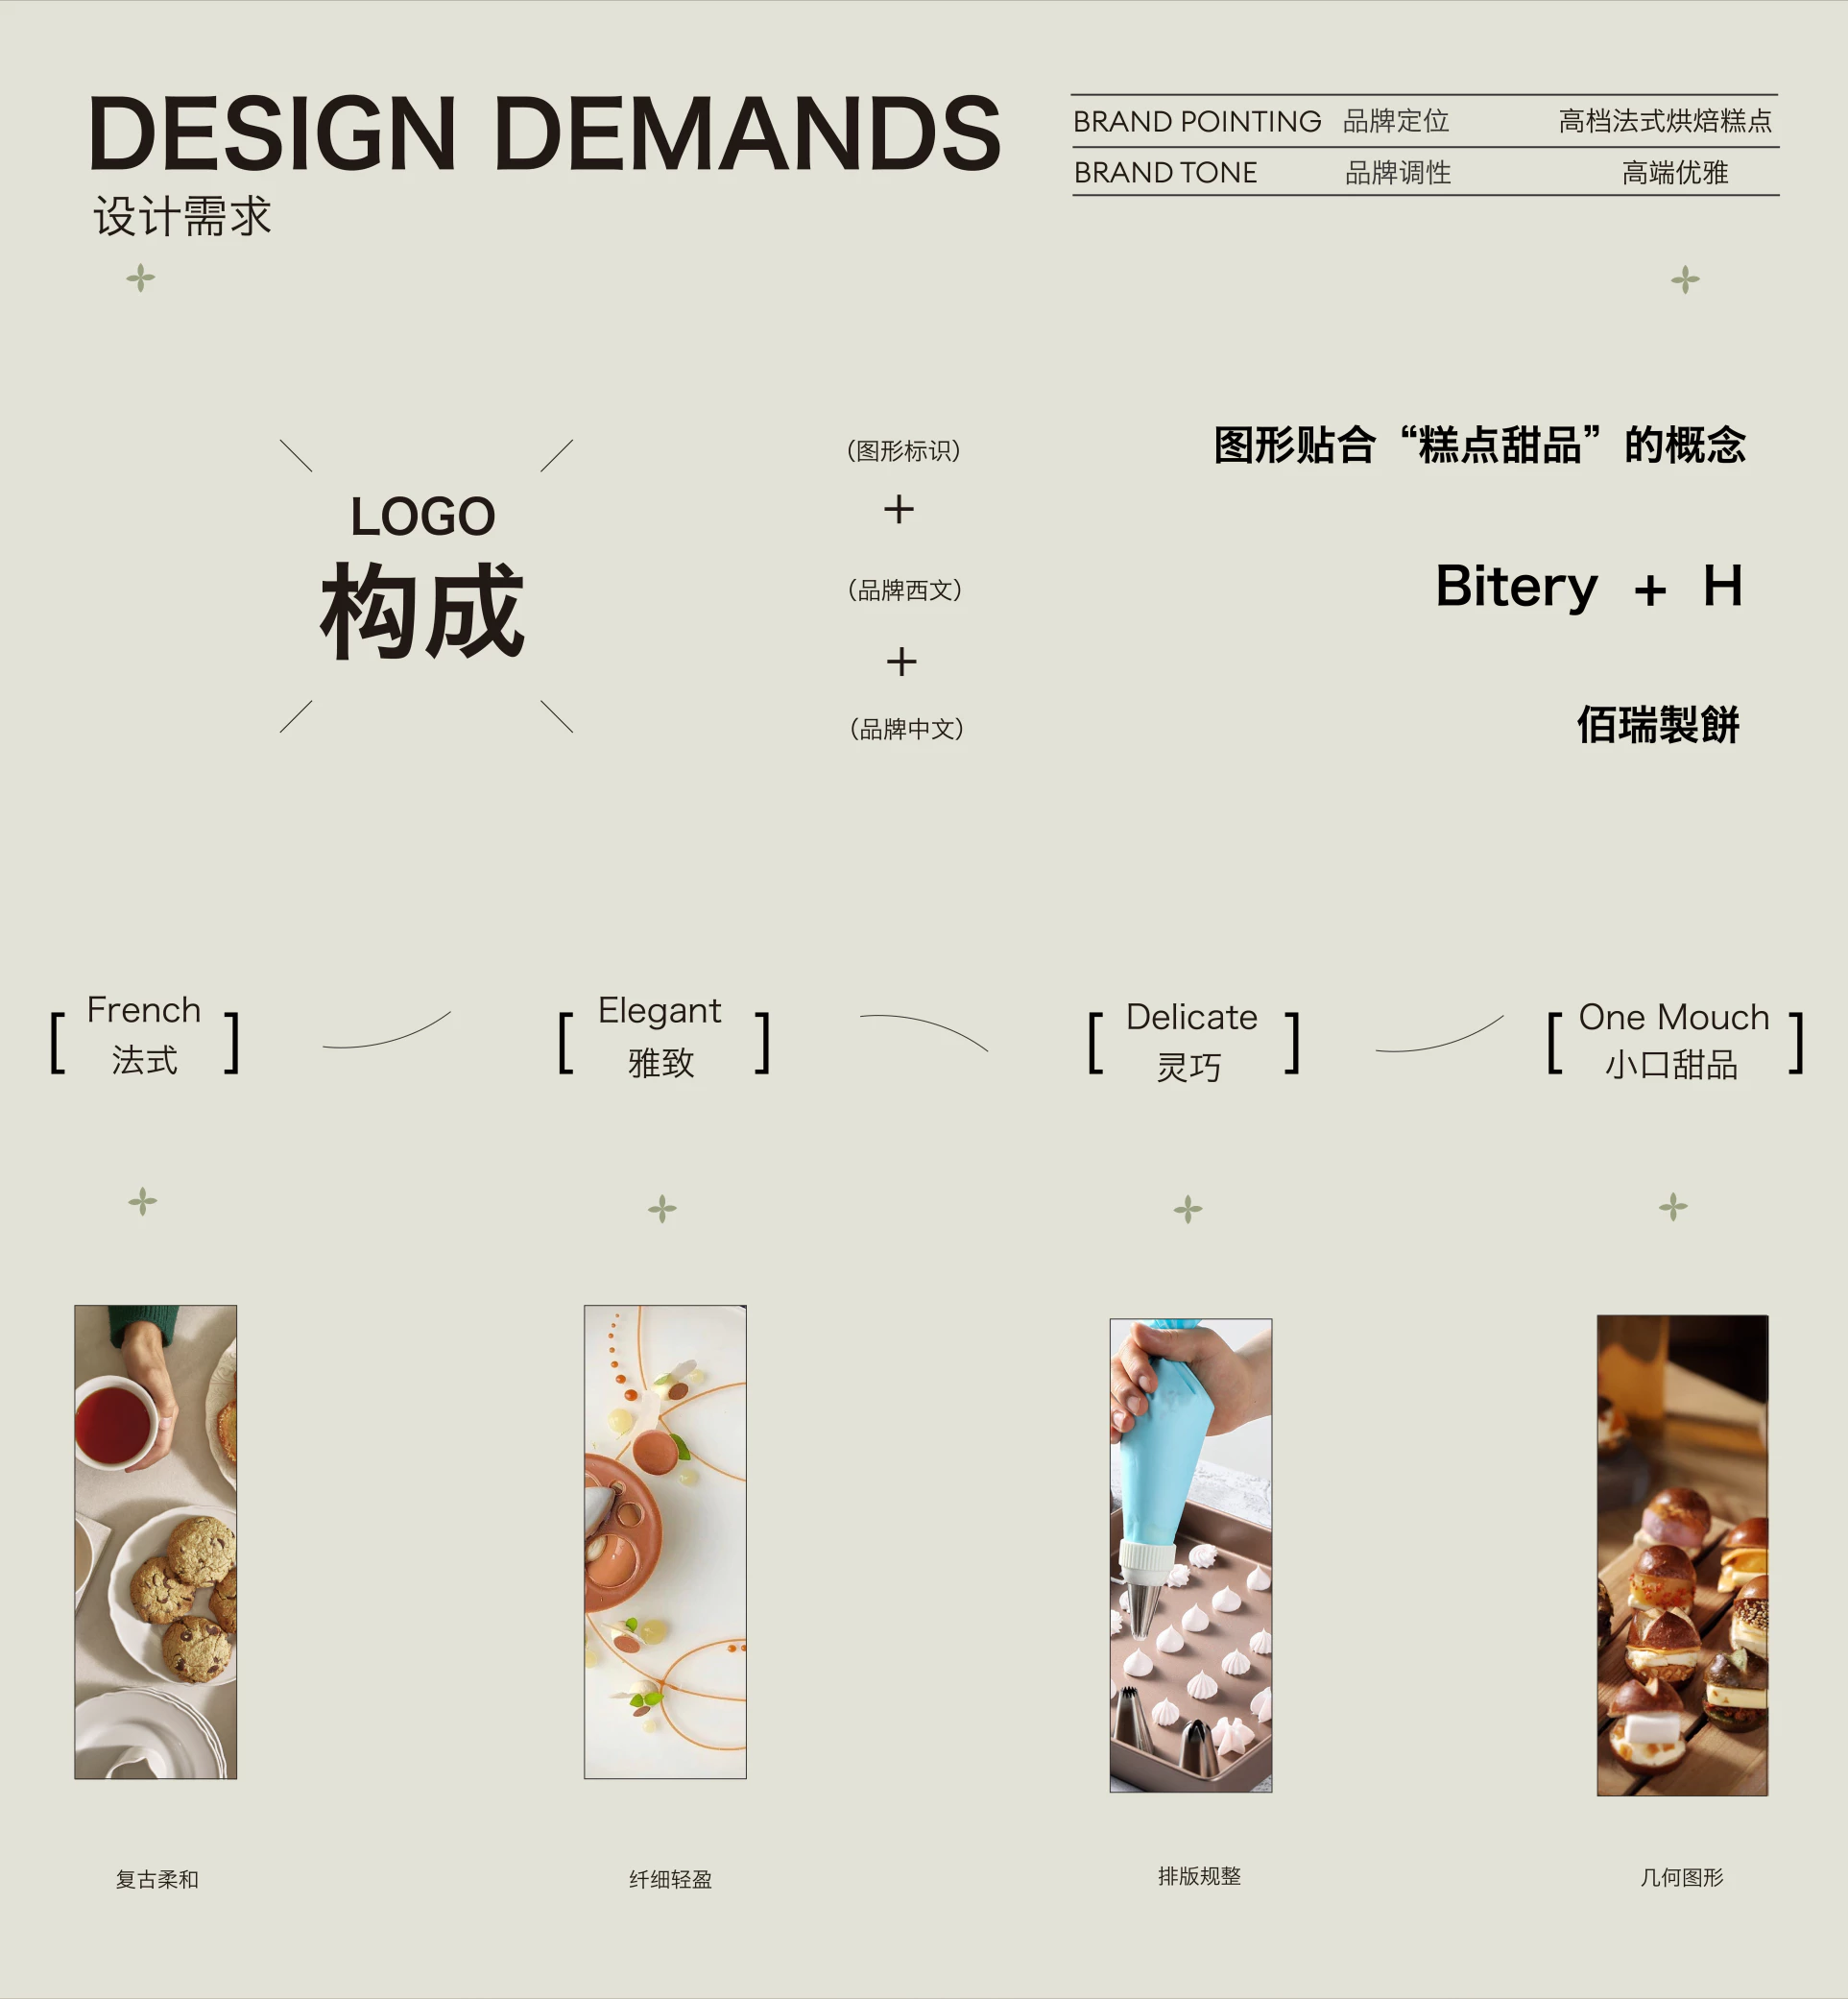 DESIGN DEMANDS
设计需求
BRAND POINTING 品牌定位 高档法式烘焙糕点
BRAND TONE 品牌调性 高端优雅
LOGO
构成
（图形标识）
+
（品牌西文）
+
（品牌中文）
图形贴合“糕点甜品”的概念
Bitery + H
佰瑞製餅
[ French ]
法式
[ Elegant ]
雅致
[ Delicate ]
灵巧
[ One Mouch ]
小口甜品
复古柔和
纤细轻盈
排版规整
几何图形